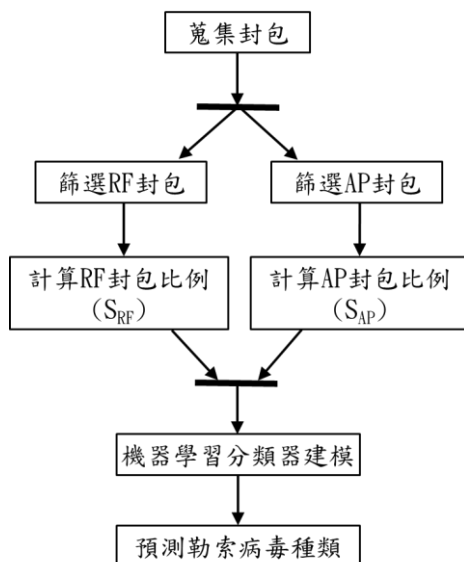 蒐集封包
篩選RF封包
篩選AP封包
計算RF封包比例
（S_RF）
計算AP封包比例
（S_AP）
機器學習分類器建模
預測勒索病毒種類